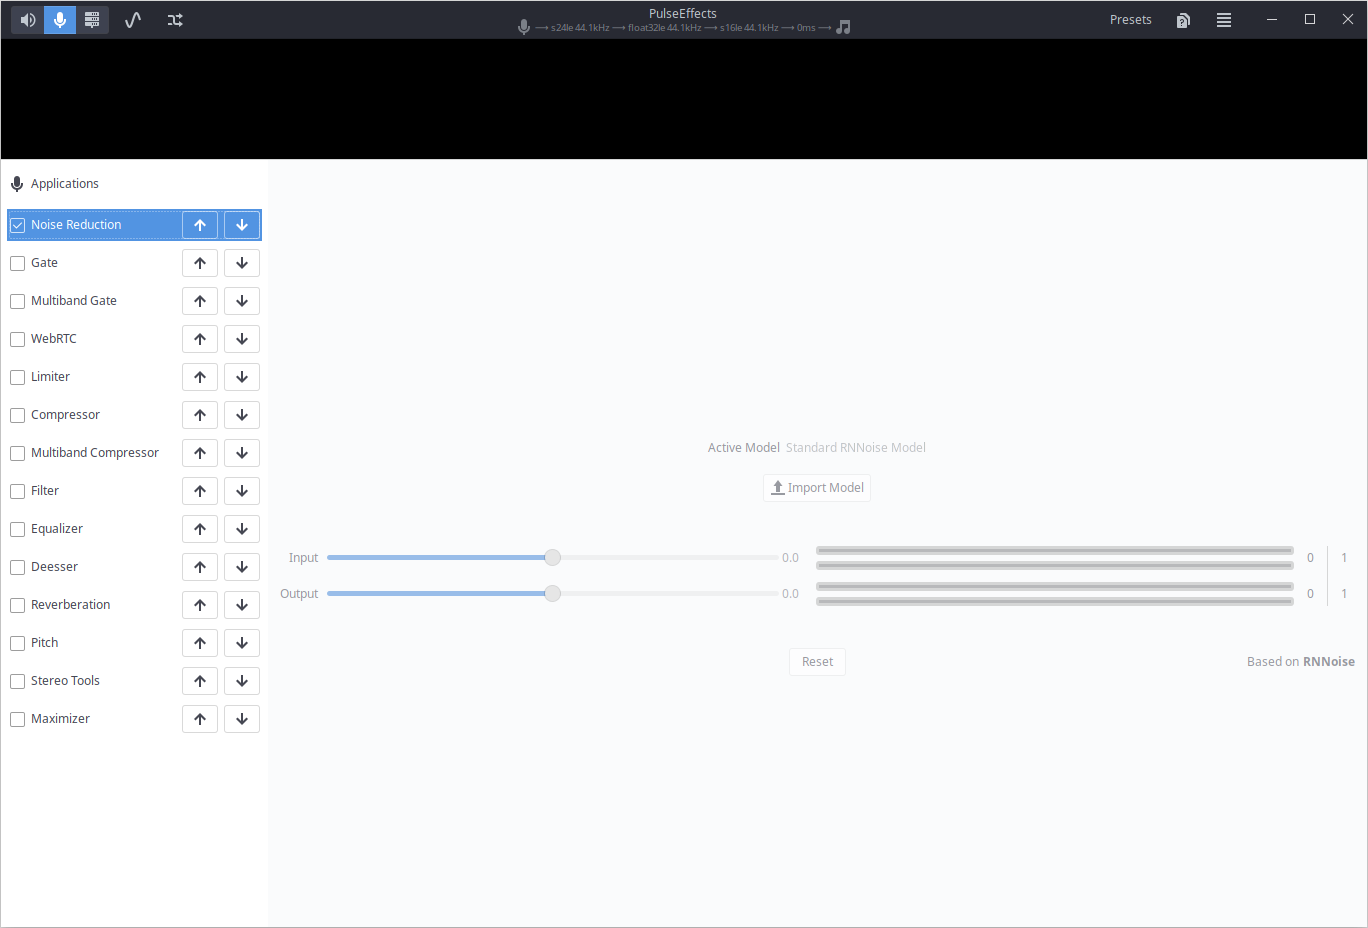 PulseEffects
s24le 44.1kHz ⟶ float32le 44.1kHz ⟶ s16le 44.1kHz ⟶ 0ms ⟶
Presets
Applications
Noise Reduction
Gate
Multiband Gate
WebRTC
Limiter
Compressor
Multiband Compressor
Filter
Equalizer
Deesser
Reverberation
Pitch
Stereo Tools
Maximizer
Active Model Standard RNNoise Model
Import Model
Input 0.0 0 1
Output 0.0 0 1
Reset
Based on RNNoise